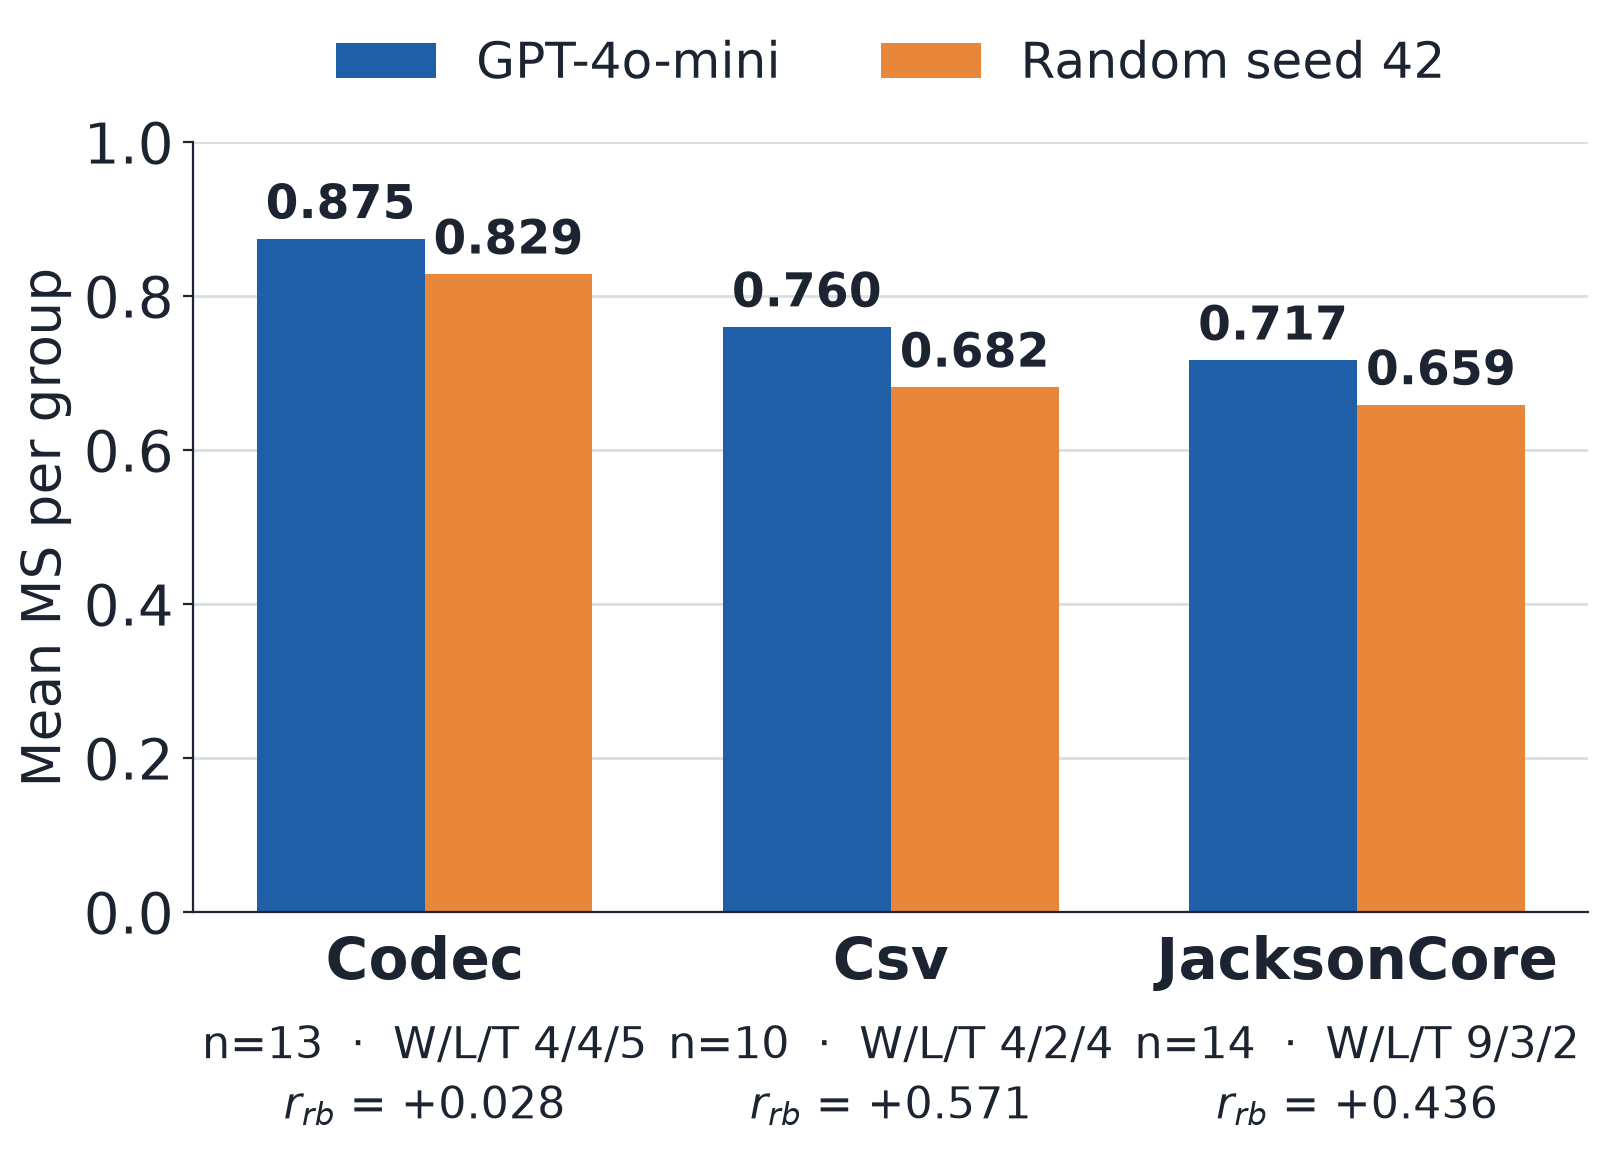 GPT-4o-mini Random seed 42
Mean MS per group
1.0
0.8
0.6
0.4
0.2
0.0
0.875
0.829
0.760
0.682
0.717
0.659
Codec Csv JacksonCore
n=13 · W/L/T 4/4/5 n=10 · W/L/T 4/2/4 n=14 · W/L/T 9/3/2
r_rb = +0.028 r_rb = +0.571 r_rb = +0.436